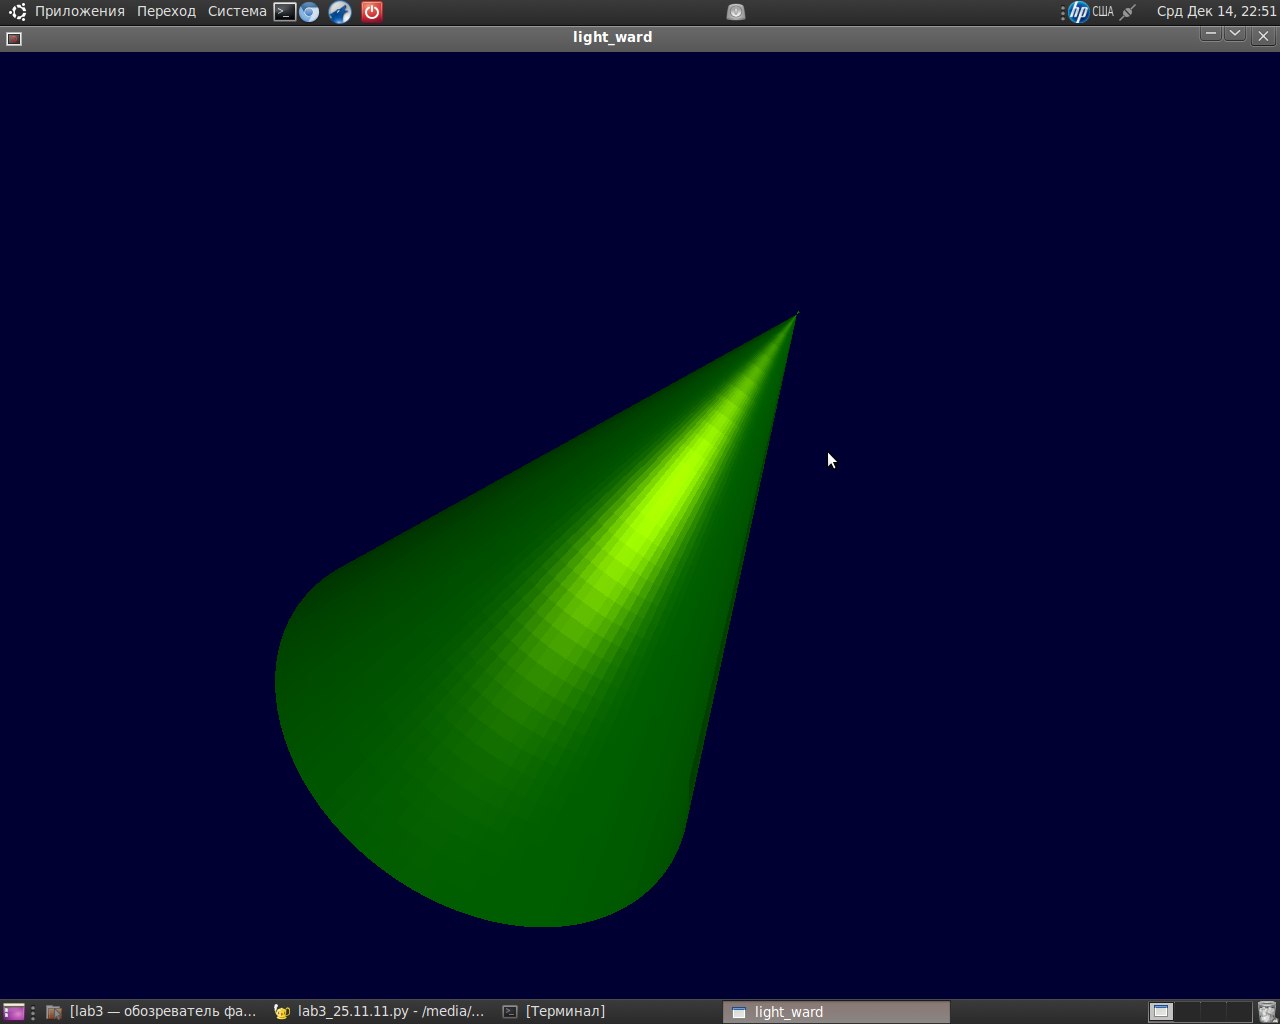 Приложения Переход Система hp США Срд Дек 14, 22:51
light_ward
[lab3 — обозреватель фа... lab3_25.11.11.py - /media/... [Терминал] light_ward